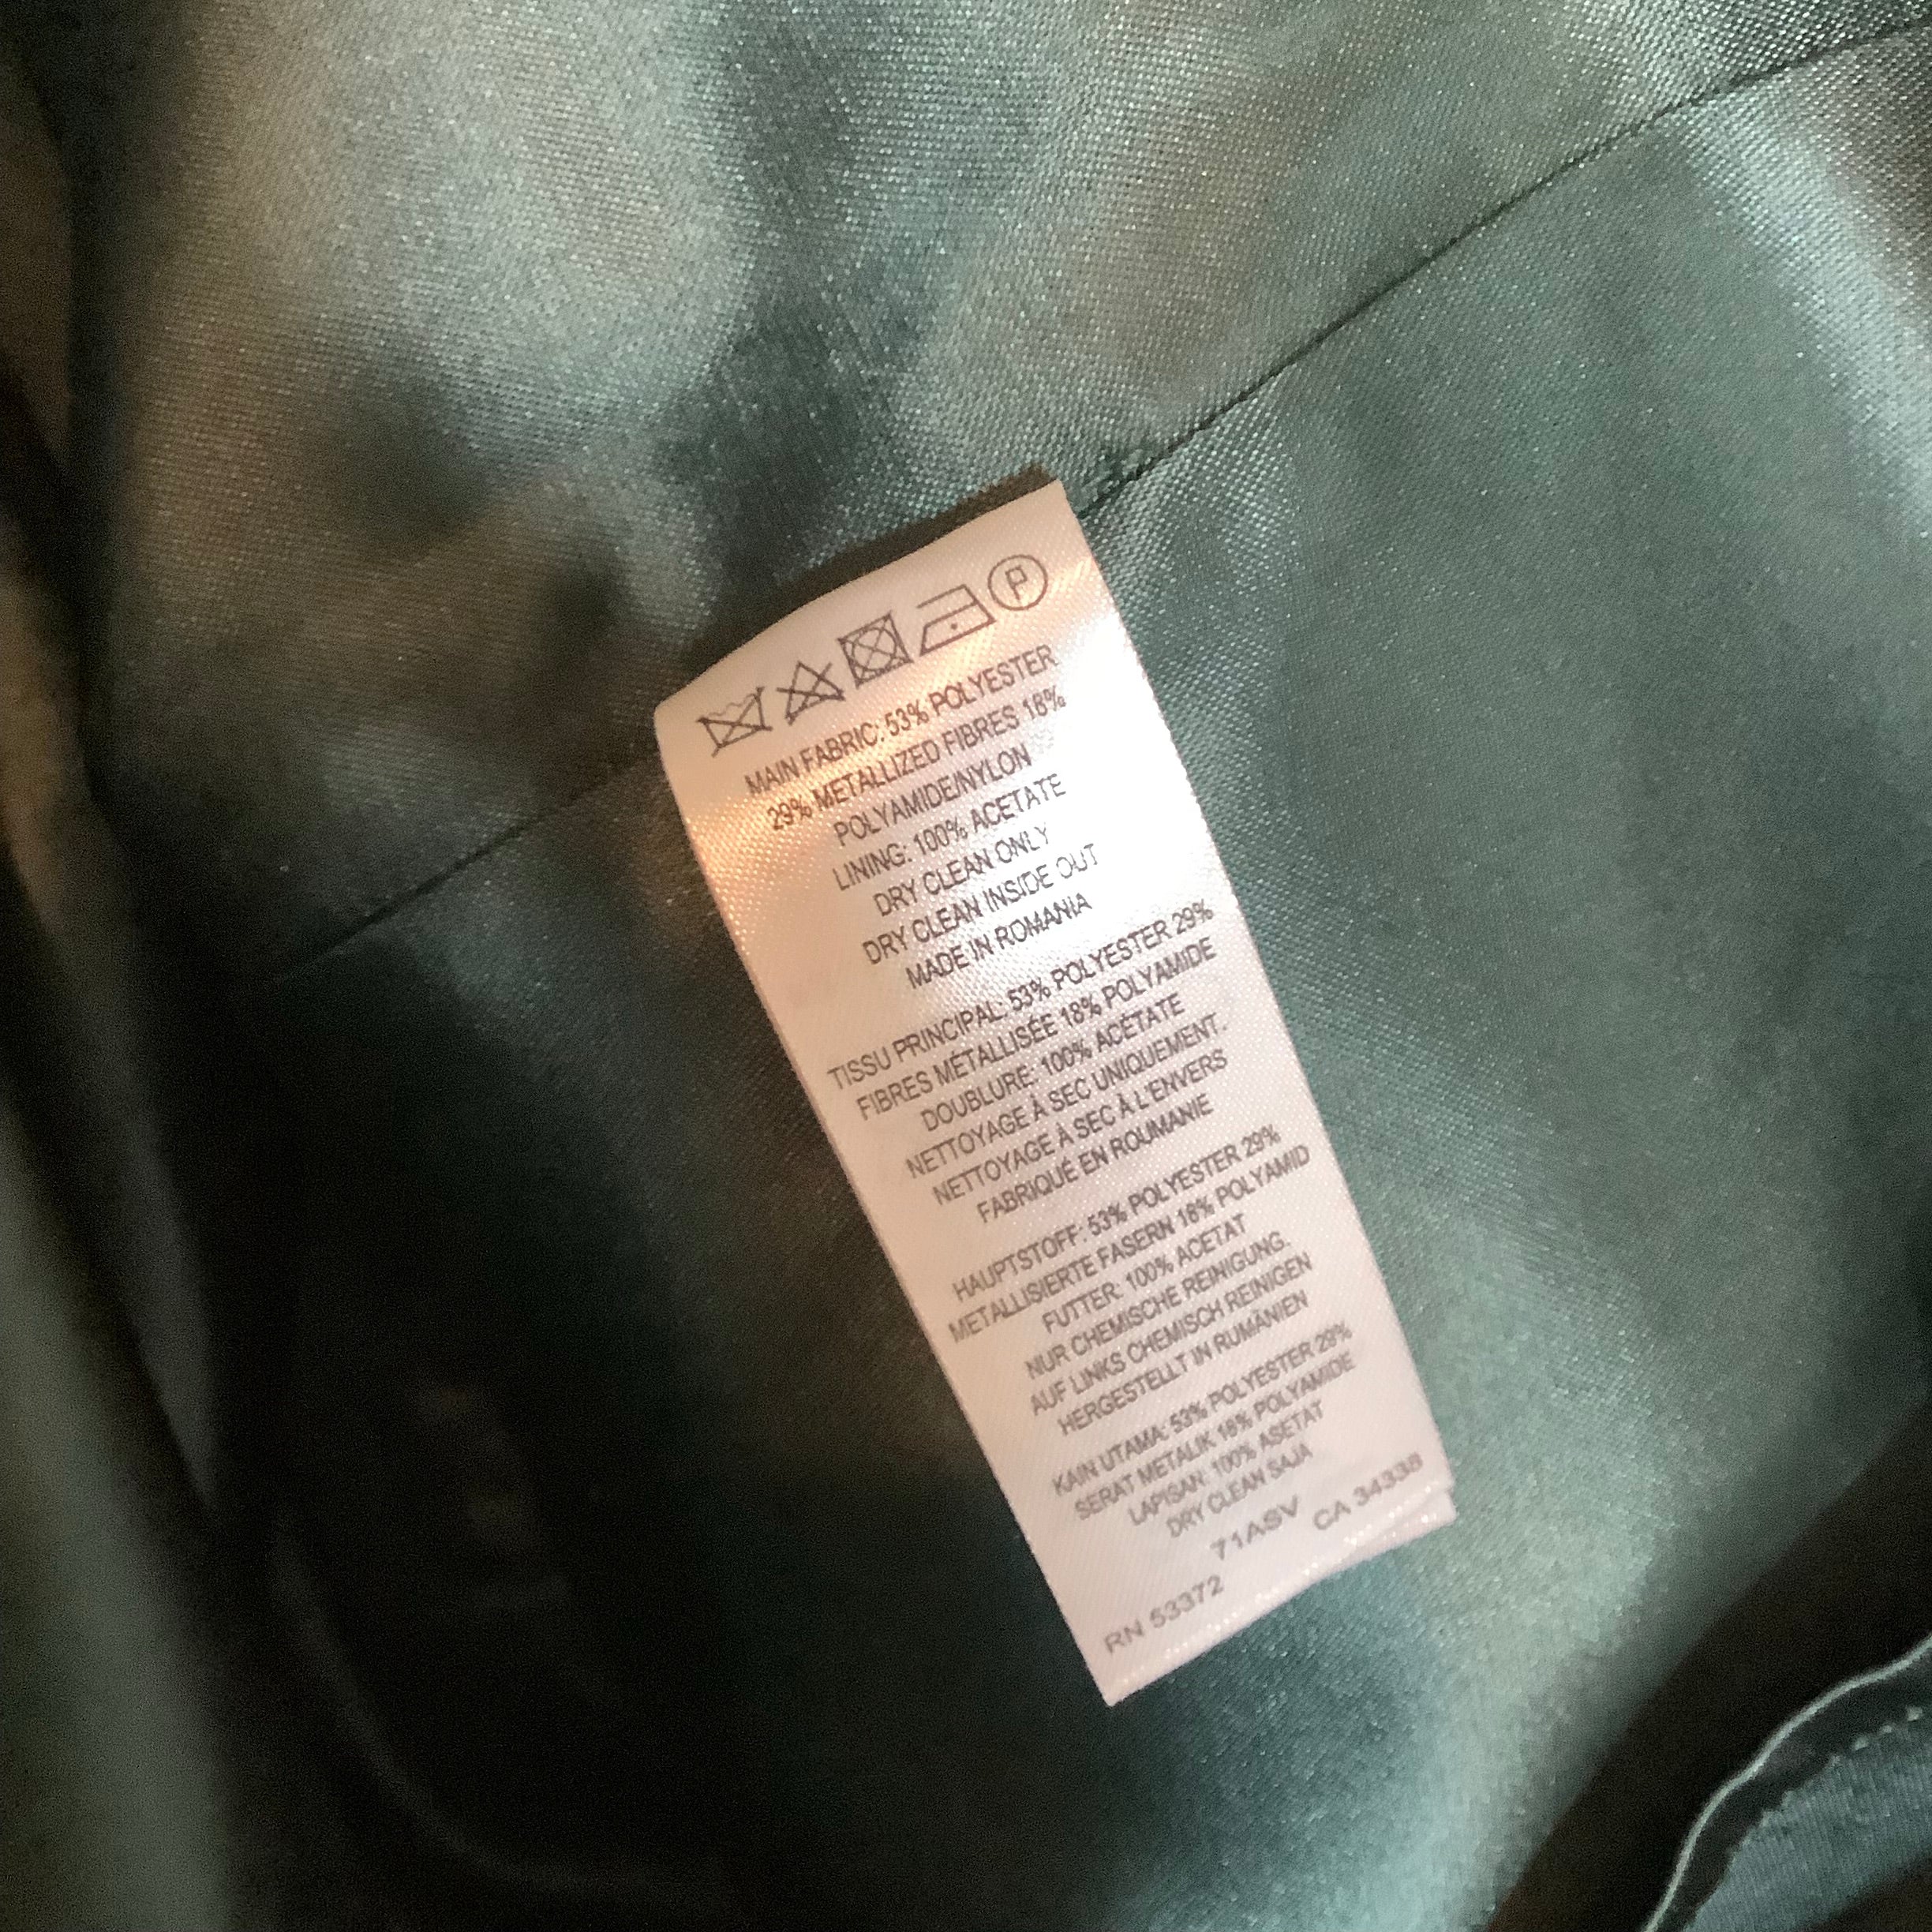 P
MAIN FABRIC: 53% POLYESTER
29% METALLIZED FIBRES 18%
POLYAMIDE/NYLON
LINING: 100% ACETATE
DRY CLEAN ONLY
DRY CLEAN INSIDE OUT
MADE IN ROMANIA
TISSU PRINCIPAL: 53% POLYESTER 29%
FIBRES MÉTALLISÉE 18% POLYAMIDE
DOUBLURE: 100% ACÉTATE
NETTOYAGE À SEC UNIQUEMENT.
NETTOYAGE À SEC À L'ENVERS
FABRIQUÉ EN ROUMANIE
HAUPTSTOFF: 53% POLYESTER 29%
METALLISIERTE FASERN 18% POLYAMID
FUTTER: 100% ACETAT
NUR CHEMISCHE REINIGUNG.
AUF LINKS CHEMISCH REINIGEN
HERGESTELLT IN RUMÄNIEN
KAIN UTAMA: 53% POLYESTER 29%
SERAT METALIK 18% POLYAMIDE
LAPISAN: 100% ASETAT
DRY CLEAN SAJA
71ASV
RN 53372 CA 34338